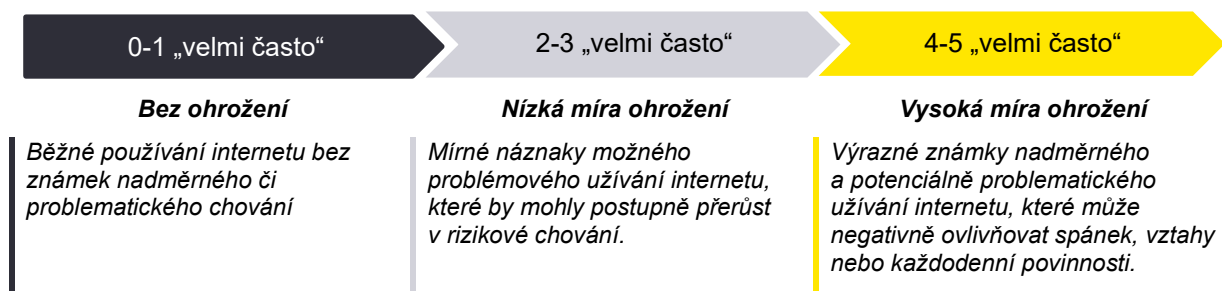 0-1 „velmi často“
2-3 „velmi často“
4-5 „velmi často“
Bez ohrožení
Nízká míra ohrožení
Vysoká míra ohrožení
Běžné používání internetu bez
známek nadměrného či
problematického chování
Mírné náznaky možného
problémového užívání internetu,
které by mohly postupně přerůst
v rizikové chování.
Výrazné známky nadměrného
a potenciálně problematického
užívání internetu, které může
negativně ovlivňovat spánek, vztahy
nebo každodenní povinnosti.